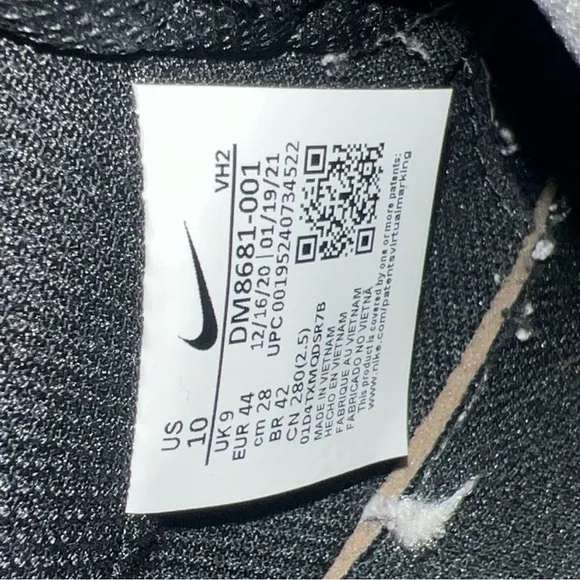 US
10
VH2
UK 9
EUR 44
cm 28
BR 42
CN 280(2.5)
DM8681-001
12/16/20 | 01/19/21
UPC 00195240734522
01D4TXMQDSR7B
MADE IN VIETNAM
HECHO EN VIETNAM
FABRIQUE AU VIETNAM
FABRICADO NO VIETNÃ
This product is covered by one or more patents:
www.nike.com/patentsvirtualmarking